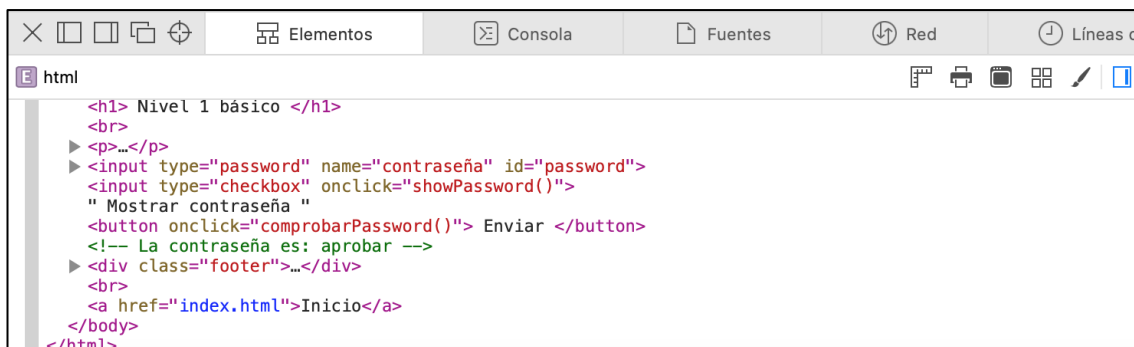 Elementos Consola Fuentes Red Líneas d
E html
<h1> Nivel 1 básico </h1>
<br>
<p>…</p>
<input type="password" name="contraseña" id="password">
<input type="checkbox" onclick="showPassword()">
" Mostrar contraseña "
<button onclick="comprobarPassword()"> Enviar </button>
<!-- La contraseña es: aprobar -->
<div class="footer">…</div>
<br>
<a href="index.html">Inicio</a>
</body>
</html>